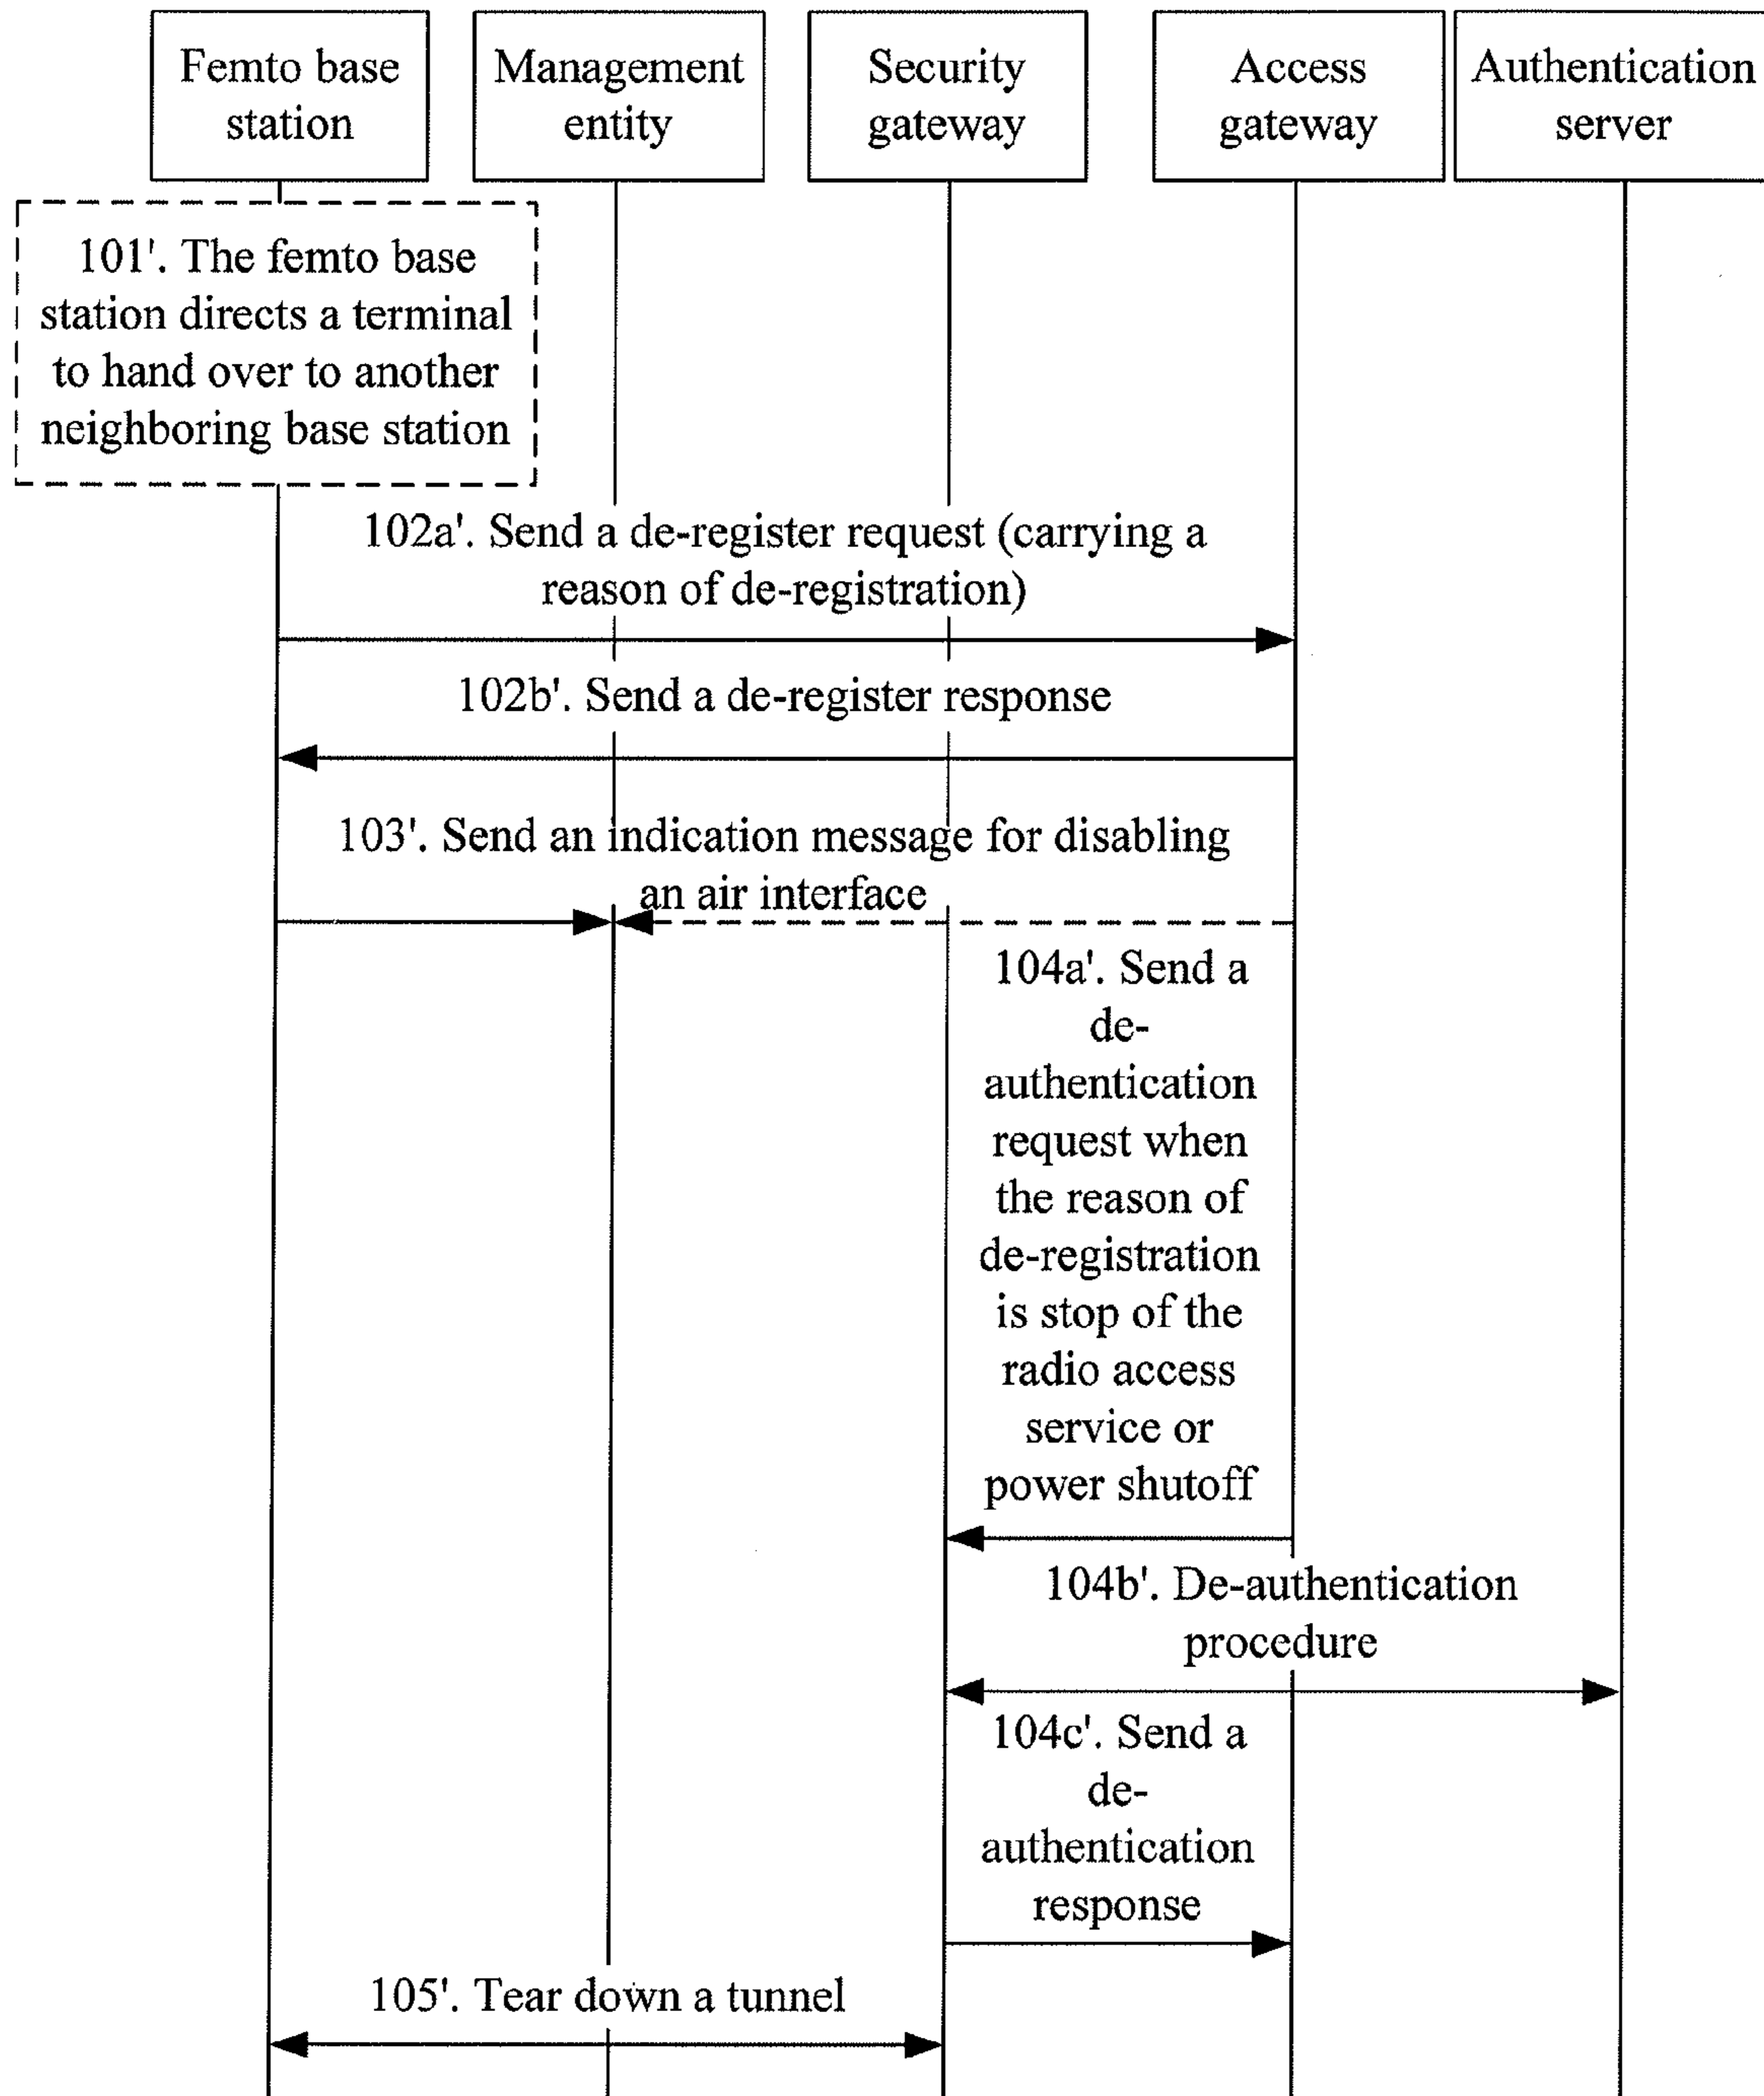 Femto base
station
Management
entity
Security
gateway
Access
gateway
Authentication
server
101'. The femto base
station directs a terminal
to hand over to another
neighboring base station
102a'. Send a de-register request (carrying a
reason of de-registration)
102b'. Send a de-register response
103'. Send an indication message for disabling
an air interface
104a'. Send a
de-
authentication
request when
the reason of
de-registration
is stop of the
radio access
service or
power shutoff
104b'. De-authentication
procedure
104c'. Send a
de-
authentication
response
105'. Tear down a tunnel